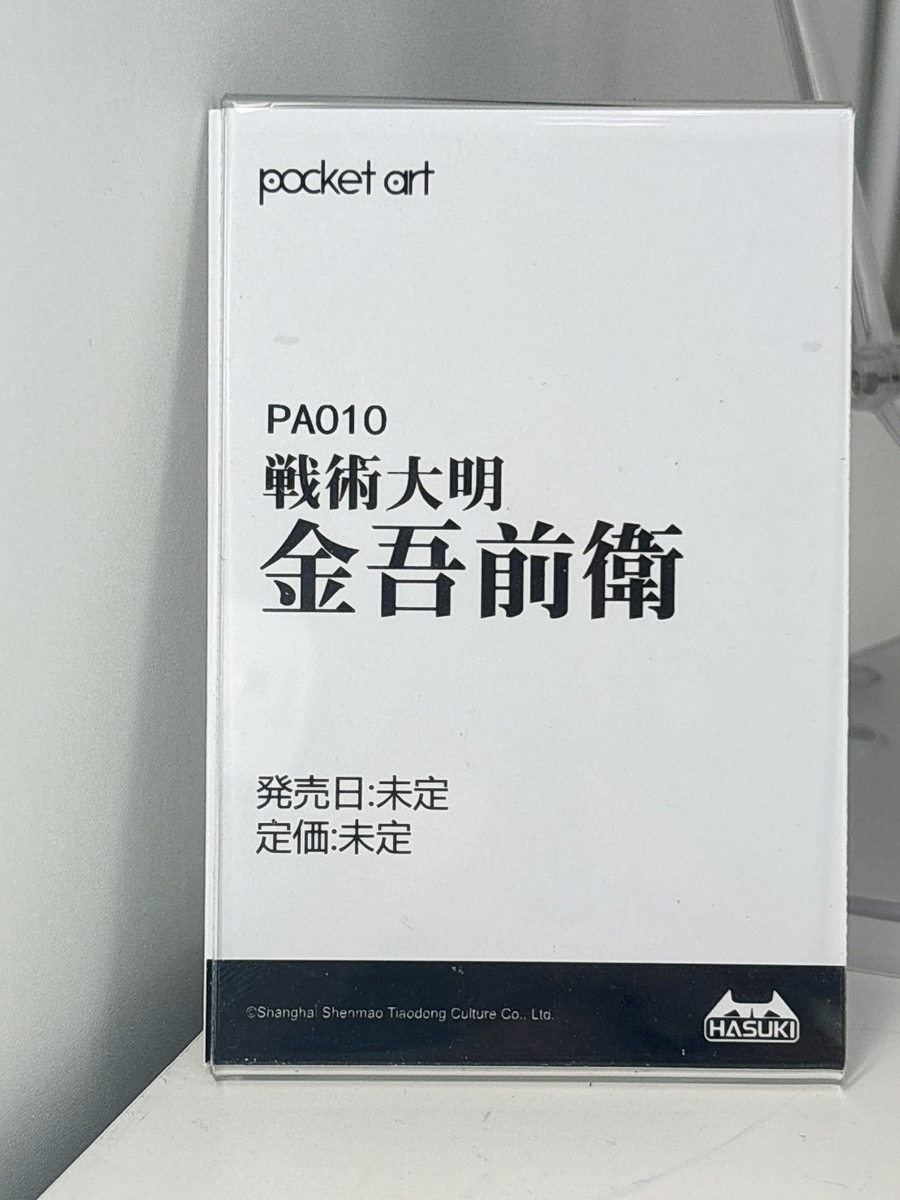 pocket art
PA010
戦術大明
金吾前衛
発売日:未定
定価:未定
©Shanghai Shenmao Tiaodong Culture Co., Ltd.
HASUKI